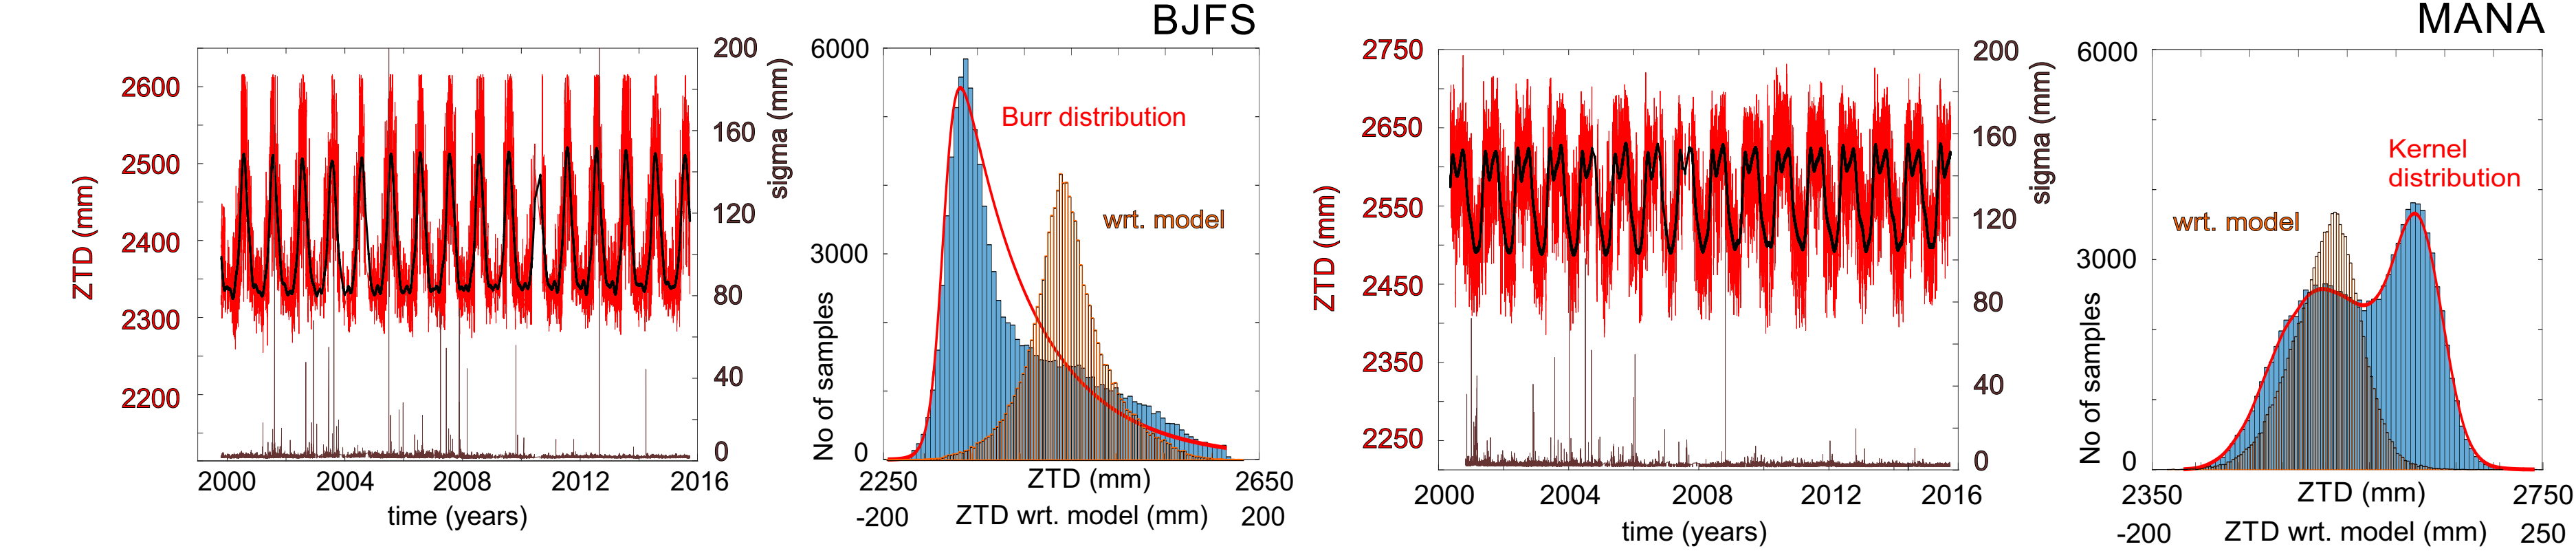 BJFS
2600
2500
2400
2300
2200
ZTD (mm)
200
160
120
80
40
0
sigma (mm)
2000 2004 2008 2012 2016
time (years)
6000
3000
0
No of samples
Burr distribution
wrt. model
2250 ZTD (mm) 2650
-200 ZTD wrt. model (mm) 200
MANA
2750
2650
2550
2450
2350
2250
ZTD (mm)
200
160
120
80
40
0
sigma (mm)
2000 2004 2008 2012 2016
time (years)
6000
3000
0
No of samples
Kernel
distribution
wrt. model
2350 ZTD (mm) 2750
-200 ZTD wrt. model (mm) 250